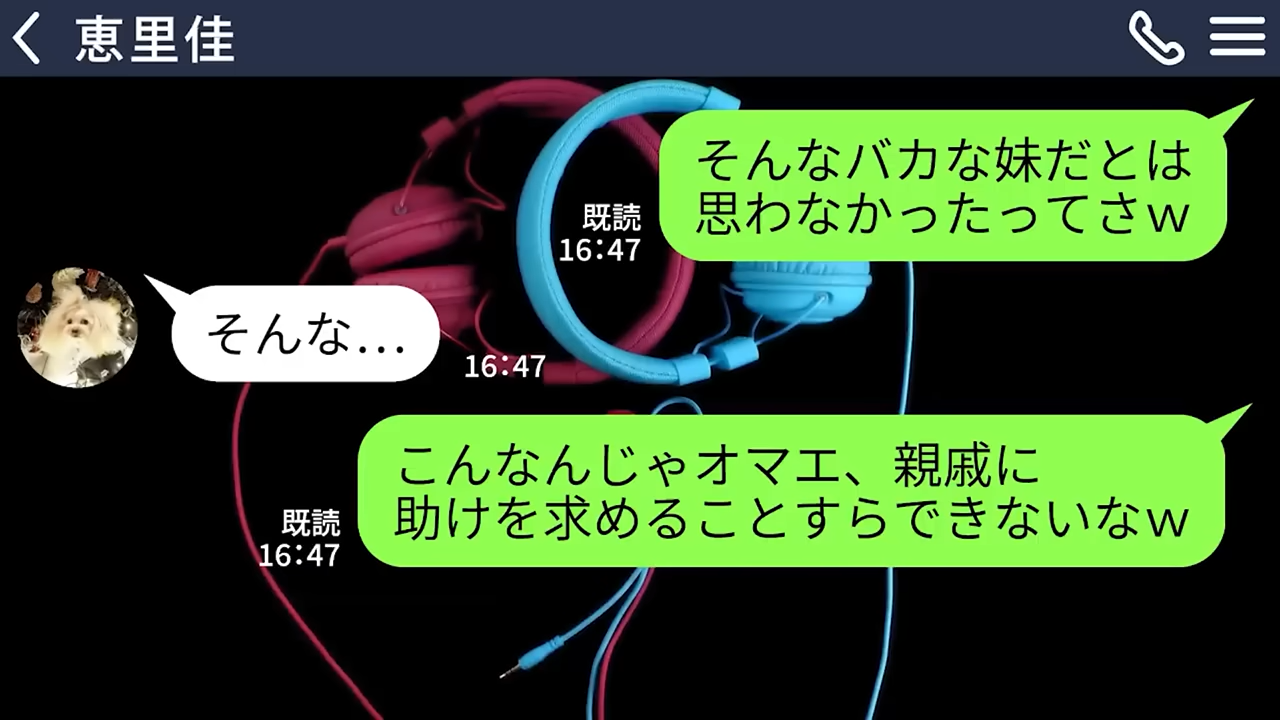 恵里佳
そんなバカな妹だとは
思わなかったってさｗ
既読
16:47
そんな…
16:47
こんなんじゃオマエ、親戚に
助けを求めることすらできないなｗ
既読
16:47